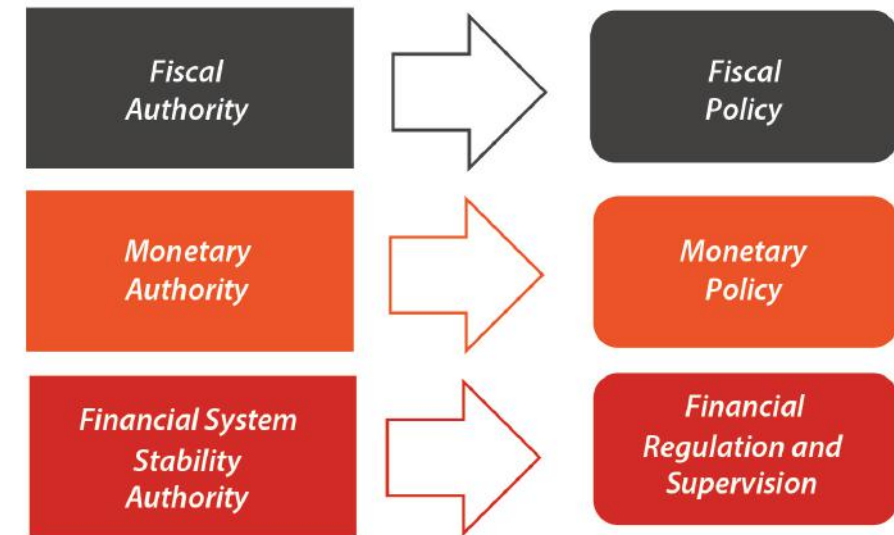 Fiscal
Authority
Fiscal
Policy
Monetary
Authority
Monetary
Policy
Financial System
Stability
Authority
Financial
Regulation and
Supervision